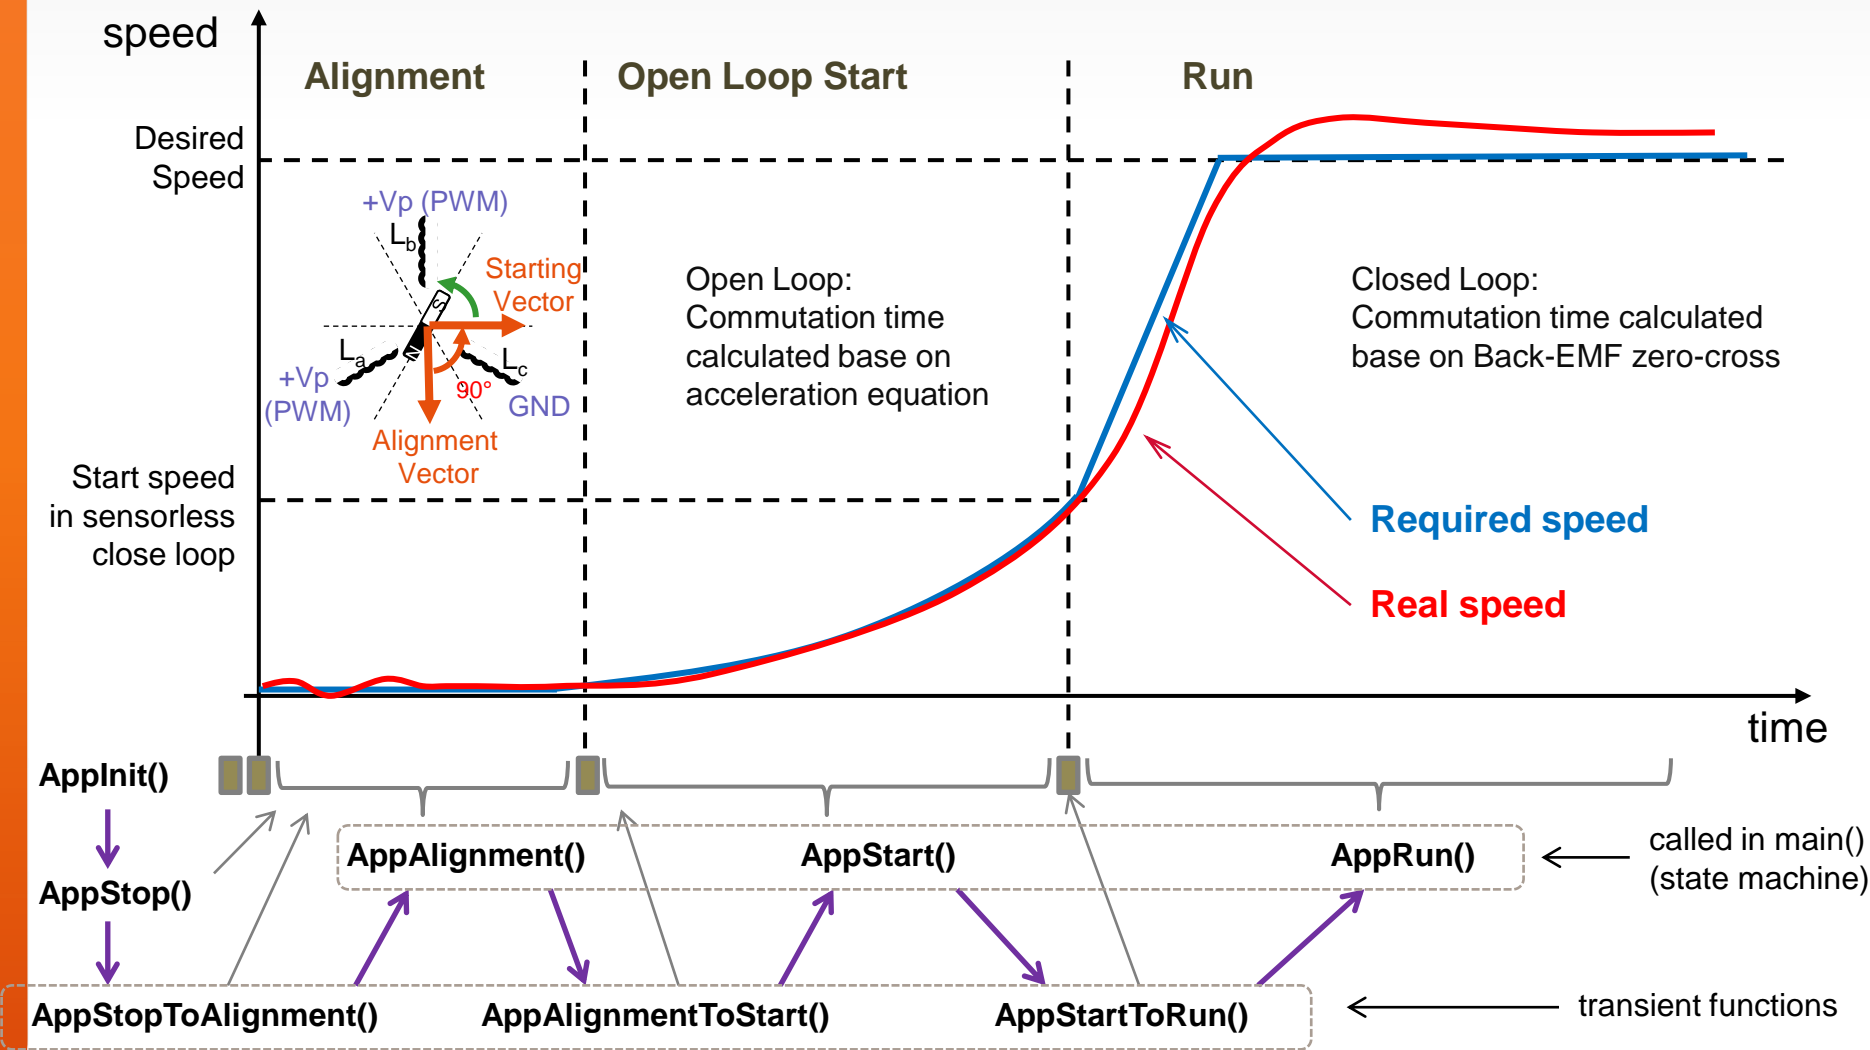 speed
Alignment
Open Loop Start
Run
Desired
Speed
+Vp (PWM)
Lb
Starting
Vector
S
N
La
Lc
+Vp
(PWM)
90°
GND
Alignment
Vector
Open Loop:
Commutation time
calculated base on
acceleration equation
Closed Loop:
Commutation time calculated
base on Back-EMF zero-cross
Start speed
in sensorless
close loop
Required speed
Real speed
time
AppInit()
AppStop()
AppAlignment()
AppStart()
AppRun()
called in main()
(state machine)
AppStopToAlignment()
AppAlignmentToStart()
AppStartToRun()
transient functions